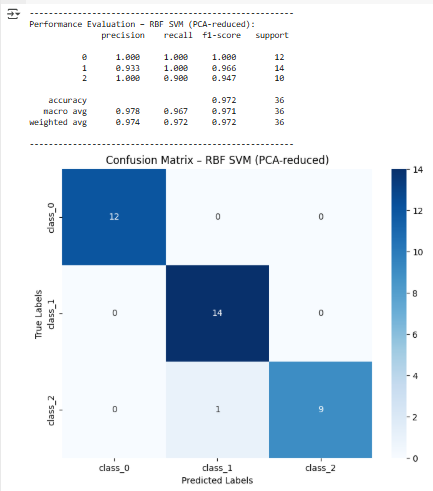 ------------------------------------------------------
Performance Evaluation – RBF SVM (PCA-reduced):
precision recall f1-score support
0 1.000 1.000 1.000 12
1 0.933 1.000 0.966 14
2 1.000 0.900 0.947 10
accuracy 0.972 36
macro avg 0.978 0.967 0.971 36
weighted avg 0.974 0.972 0.972 36
------------------------------------------------------
Confusion Matrix – RBF SVM (PCA-reduced)
14
12
10
8
6
4
2
0
True Labels
class_0
12 0 0
class_1
0 14 0
class_2
0 1 9
class_0 class_1 class_2
Predicted Labels